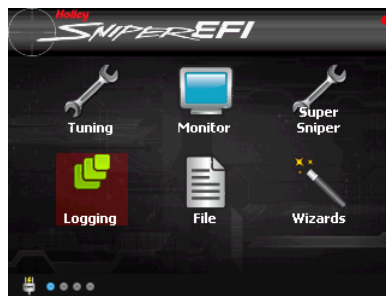 Holley
SNIPER EFI
Tuning
Monitor
Super
Sniper
Logging
File
Wizards